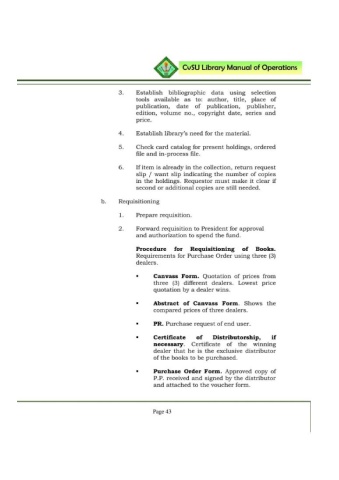 CvSU Library Manual of Operations
3. Establish bibliographic data using selection
tools available as to: author, title, place of
publication, date of publication, publisher,
edition, volume no., copyright date, series and
price.
4. Establish library's need for the material.
5. Check card catalog for present holdings, ordered
file and in-process file.
6. If item is already in the collection, return request
slip / want slip indicating the number of copies
in the holdings. Requestor must make it clear if
second or additional copies are still needed.
b. Requisitioning
1. Prepare requisition.
2. Forward requisition to President for approval
and authorization to spend the fund.
Procedure for Requisitioning of Books.
Requirements for Purchase Order using three (3)
dealers.
• Canvass Form. Quotation of prices from
three (3) different dealers. Lowest price
quotation by a dealer wins.
• Abstract of Canvass Form. Shows the
compared prices of three dealers.
• PR. Purchase request of end user.
• Certificate of Distributorship, if
necessary. Certificate of the winning
dealer that he is the exclusive distributor
of the books to be purchased.
• Purchase Order Form. Approved copy of
P.P. received and signed by the distributor
and attached to the voucher form.
Page 43